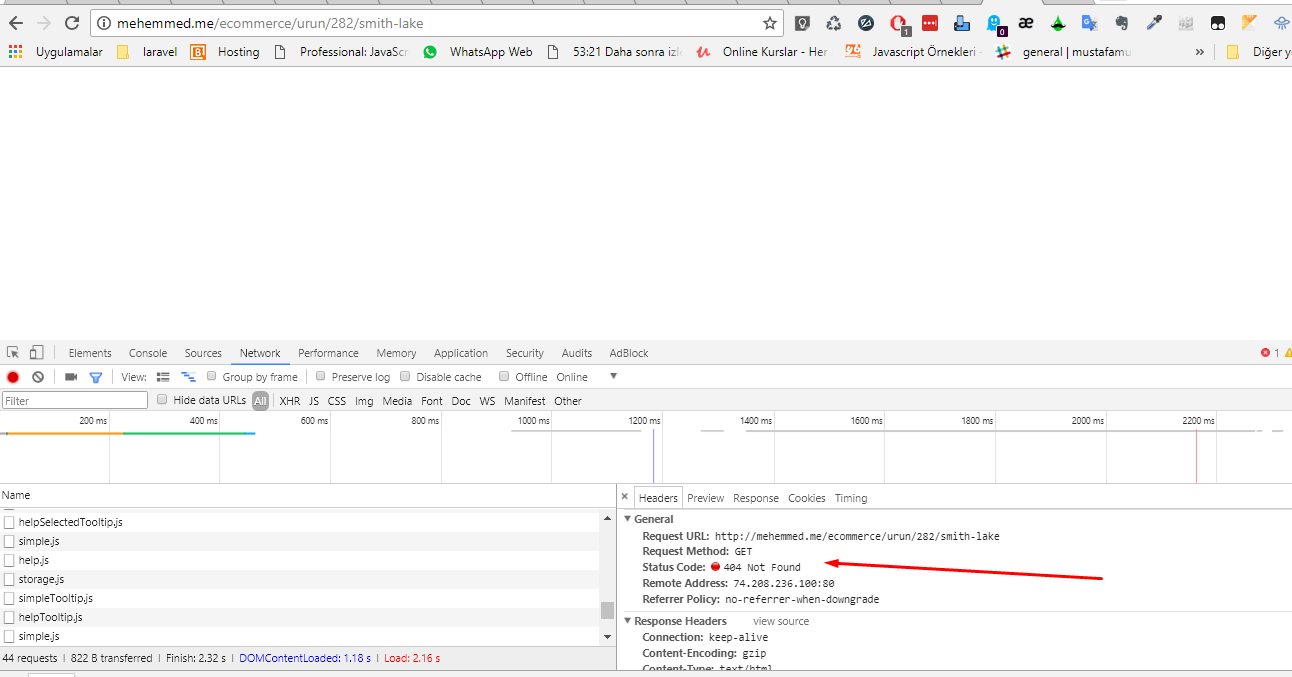 mehemmed.me/ecommerce/urun/282/smith-lake
1
0
æ
Uygulamalar laravel Hosting Professional: JavaScr WhatsApp Web 53:21 Daha sonra izle Online Kurslar - Her Javascript Örnekleri general | mustafamu » Diğer ye
Elements Console Sources Network Performance Memory Application Security Audits AdBlock 1
View: Group by frame Preserve log Disable cache Offline Online
Filter Hide data URLs All XHR JS CSS Img Media Font Doc WS Manifest Other
200 ms 400 ms 600 ms 800 ms 1000 ms 1200 ms 1400 ms 1600 ms 1800 ms 2000 ms 2200 ms
Name
helpSelectedTooltip.js
simple.js
help.js
storage.js
simpleTooltip.js
helpTooltip.js
simple.js
44 requests | 822 B transferred | Finish: 2.32 s | DOMContentLoaded: 1.18 s | Load: 2.16 s
× Headers Preview Response Cookies Timing
General
Request URL: http://mehemmed.me/ecommerce/urun/282/smith-lake
Request Method: GET
Status Code: 404 Not Found
Remote Address: 74.208.236.100:80
Referrer Policy: no-referrer-when-downgrade
Response Headers view source
Connection: keep-alive
Content-Encoding: gzip
Content-Type: text/html